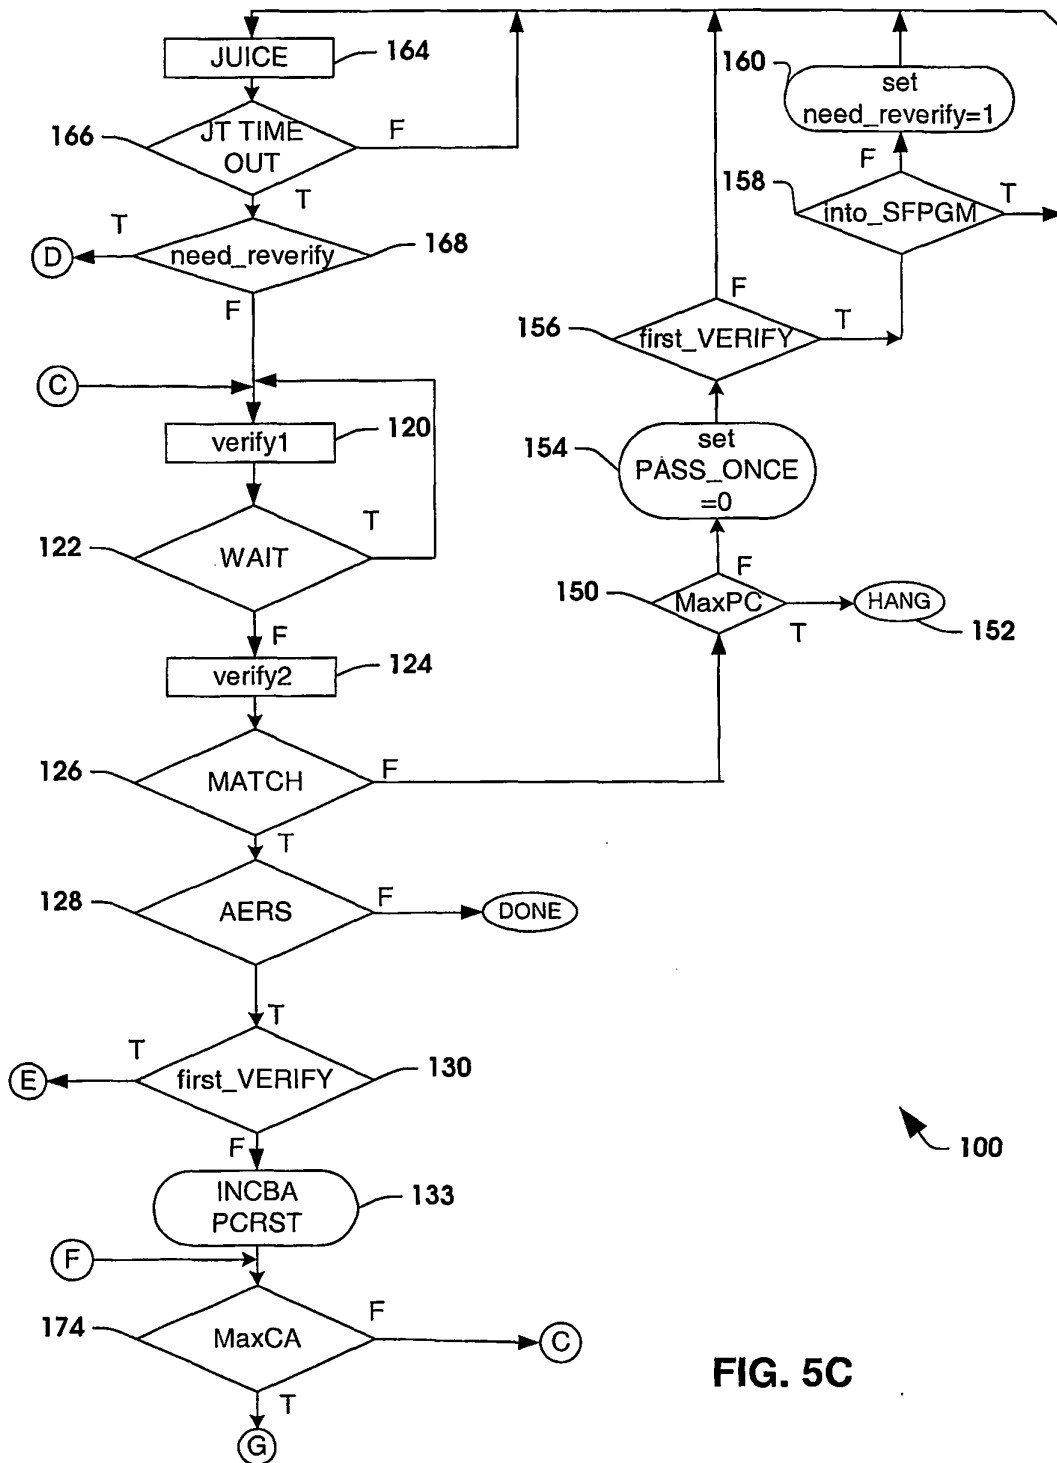 JUICE
164
160
set
need_reverify=1
166
JT TIME
OUT
F
F
158
into_SFPGM
T
T
T
need_reverify
168
D
F
F
156
first_VERIFY
T
C
verify1
120
154
set
PASS_ONCE
=0
122
WAIT
T
F
150
MaxPC
F
T
HANG
152
verify2
124
126
MATCH
F
T
128
AERS
F
DONE
T
T
E
first_VERIFY
130
F
INCBA
PCRST
133
100
F
174
MaxCA
F
C
T
G
FIG. 5C